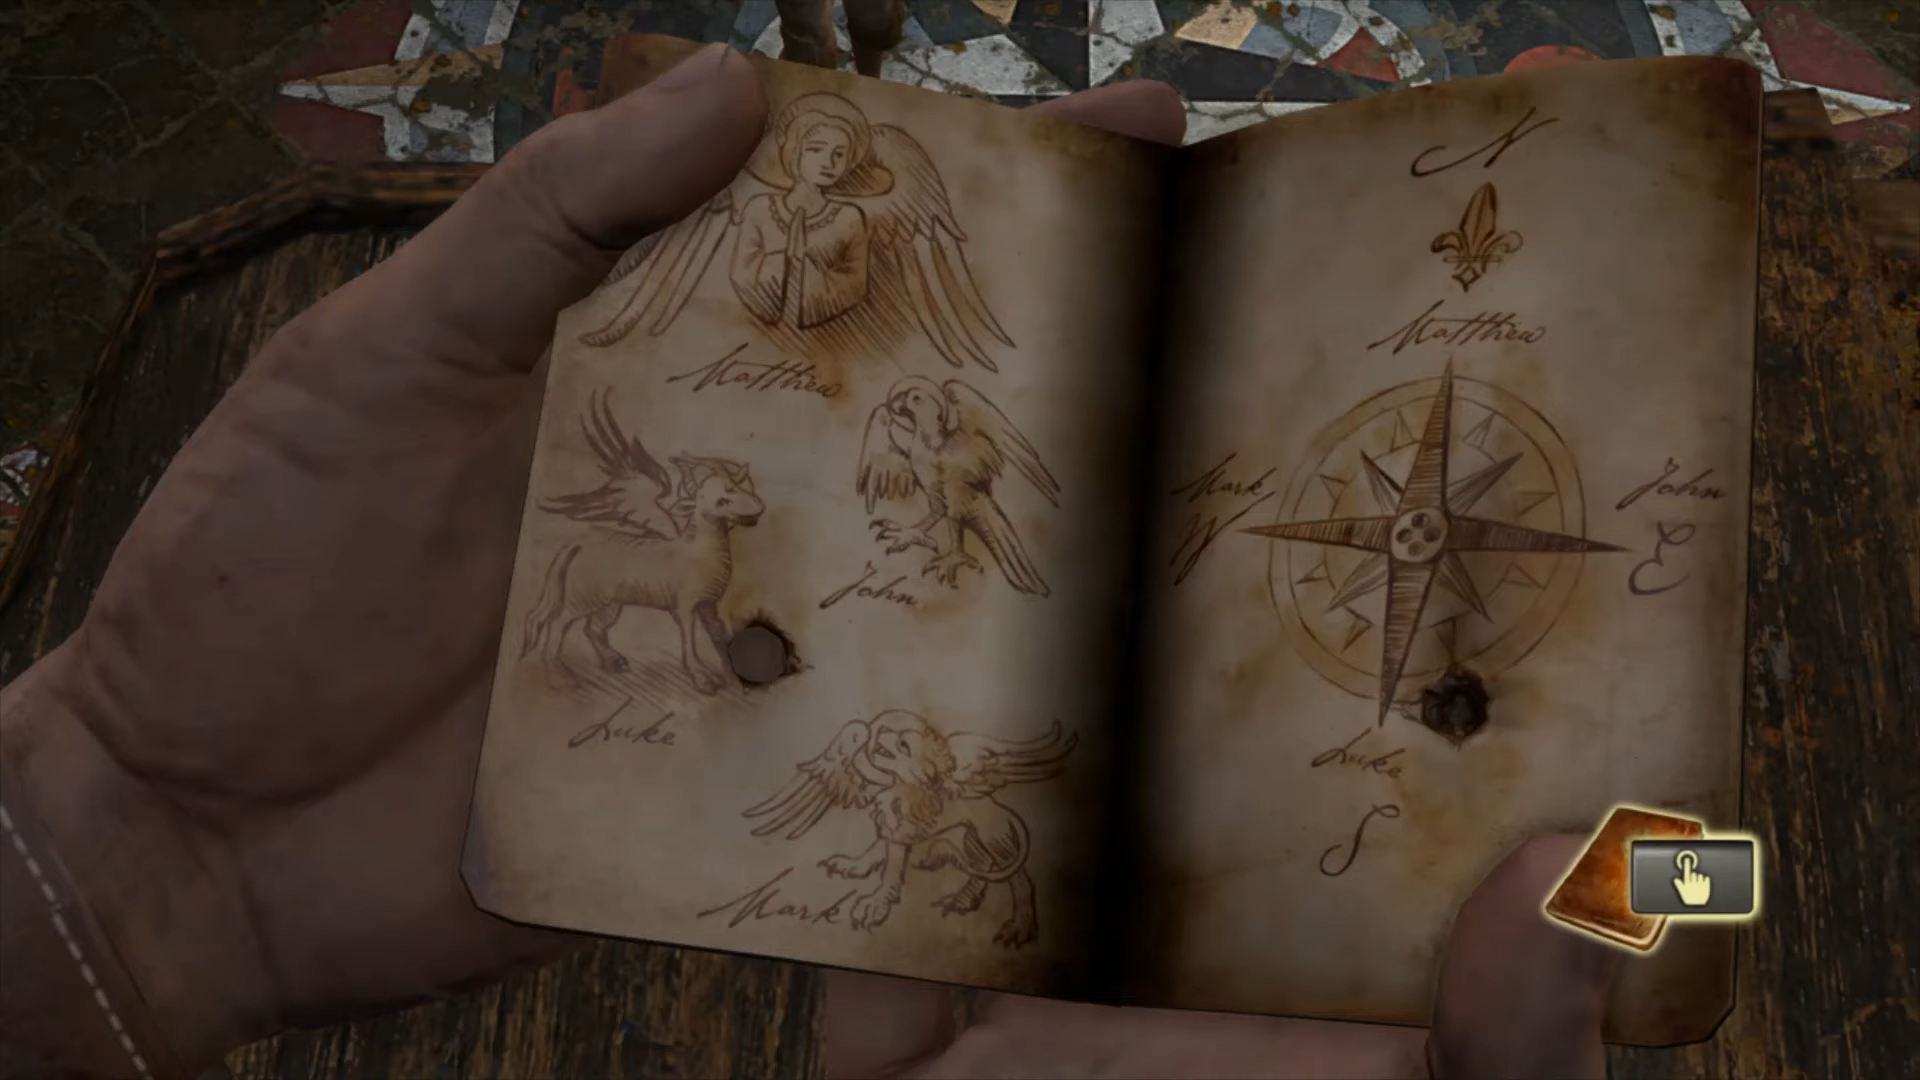 Matthew
John
Luke
Mark
N
Matthew
Mark
W
John
E
Luke
S